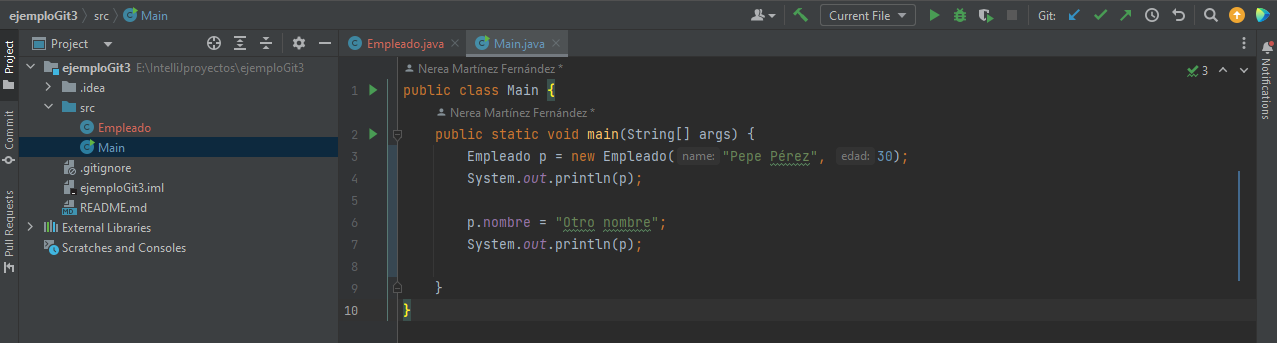 ejemploGit3 src Main
Current File
Git:
Project
Commit
Pull Requests
Project
ejemploGit3 E:\IntelliJproyectos\ejemploGit3
.idea
src
Empleado
Main
.gitignore
ejemploGit3.iml
README.md
External Libraries
Scratches and Consoles
Empleado.java
Main.java
Nerea Martínez Fernández *
3
1 public class Main {
Nerea Martínez Fernández *
2 public static void main(String[] args) {
3 Empleado p = new Empleado( name: "Pepe Pérez", edad: 30);
4 System.out.println(p);
5
6 p.nombre = "Otro nombre";
7 System.out.println(p);
8
9 }
10 }
Notifications